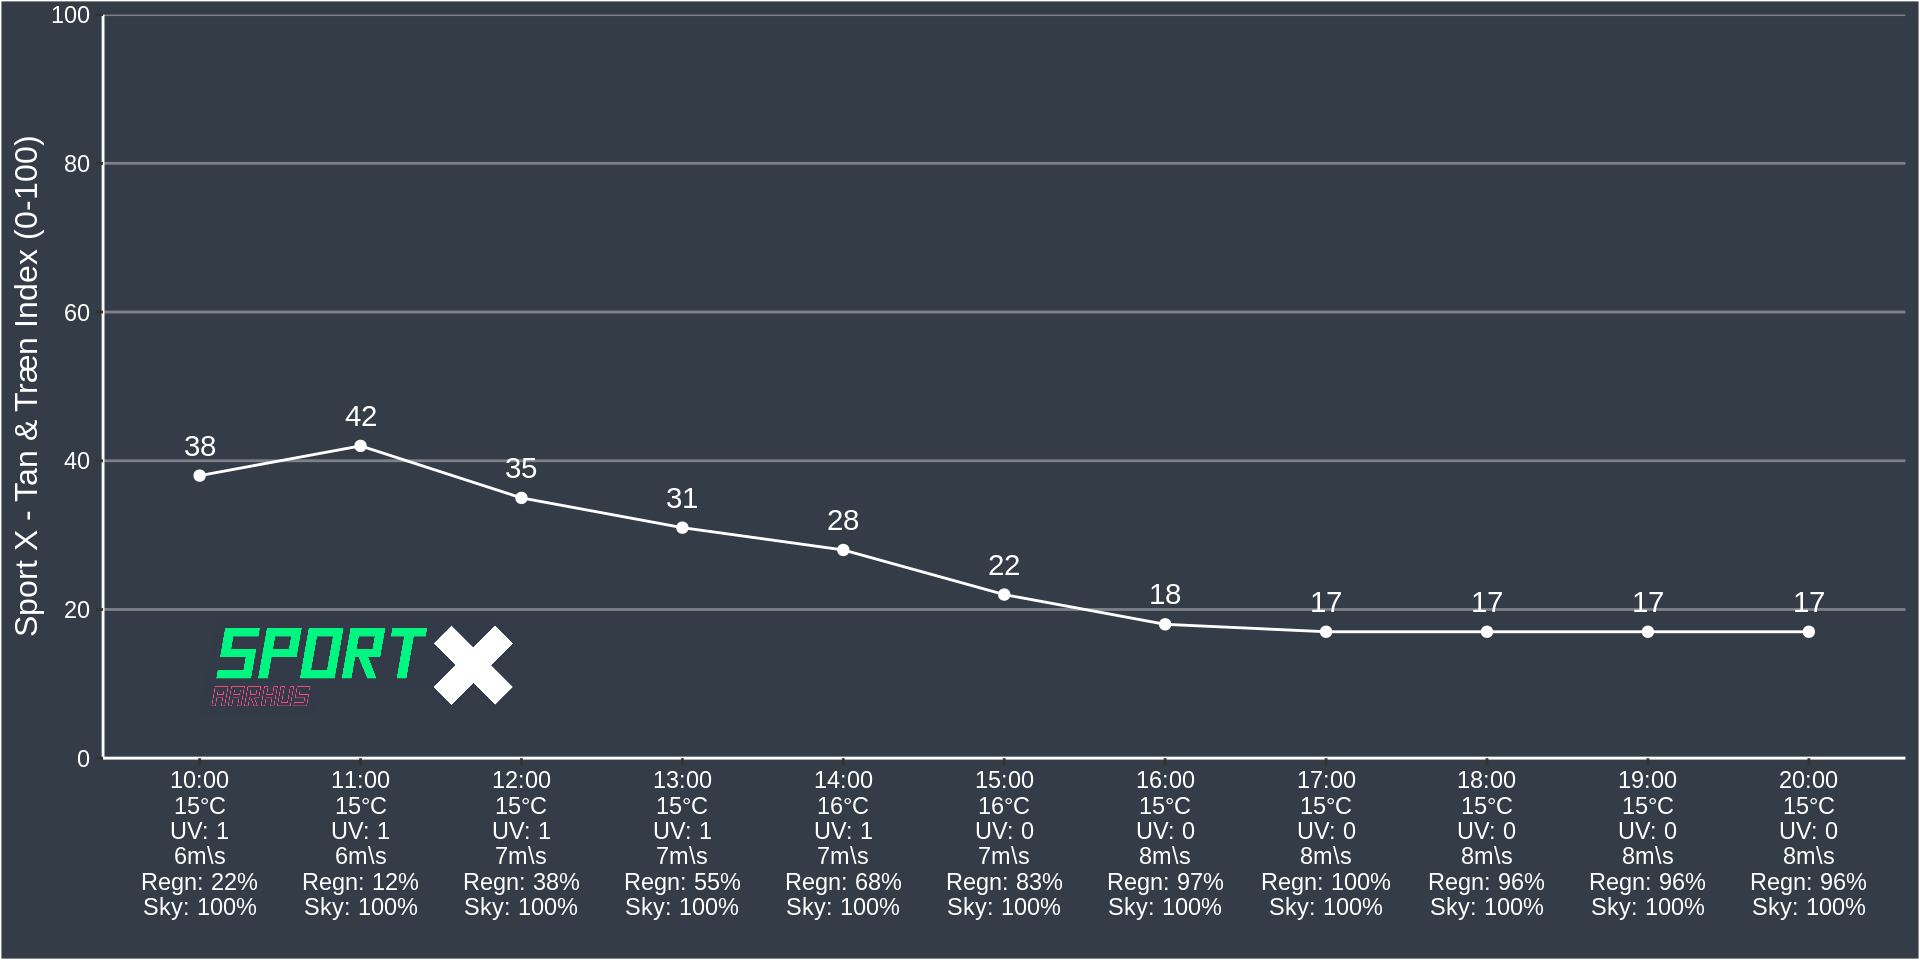 Sport X - Tan & Træn Index (0-100)
100
80
60
40
20
0
38
42
35
31
28
22
18
17
17
17
17
SPORT X
AARHUS
10:00 11:00 12:00 13:00 14:00 15:00 16:00 17:00 18:00 19:00 20:00
15°C 15°C 15°C 15°C 16°C 16°C 15°C 15°C 15°C 15°C 15°C
UV: 1 UV: 1 UV: 1 UV: 1 UV: 1 UV: 0 UV: 0 UV: 0 UV: 0 UV: 0 UV: 0
6m\s 6m\s 7m\s 7m\s 7m\s 7m\s 8m\s 8m\s 8m\s 8m\s 8m\s
Regn: 22% Regn: 12% Regn: 38% Regn: 55% Regn: 68% Regn: 83% Regn: 97% Regn: 100% Regn: 96% Regn: 96% Regn: 96%
Sky: 100% Sky: 100% Sky: 100% Sky: 100% Sky: 100% Sky: 100% Sky: 100% Sky: 100% Sky: 100% Sky: 100% Sky: 100%